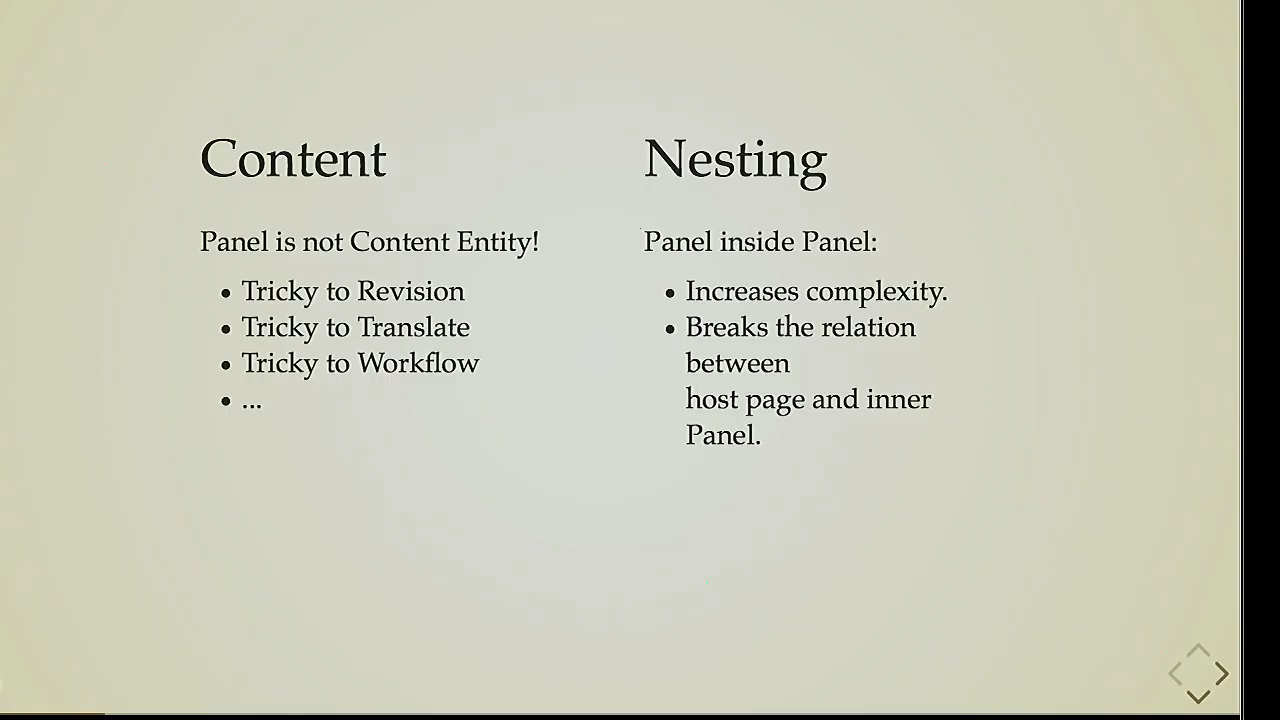 Content
Panel is not Content Entity!
• Tricky to Revision
• Tricky to Translate
• Tricky to Workflow
• ...
Nesting
Panel inside Panel:
• Increases complexity.
• Breaks the relation
between
host page and inner
Panel.